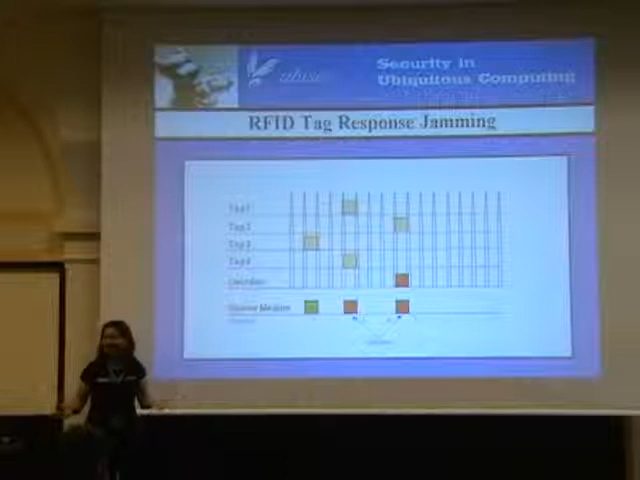 Security in
Ubiquitous Computing
RFID Tag Response Jamming
Tag 1
Tag 2
Tag 3
Tag 4